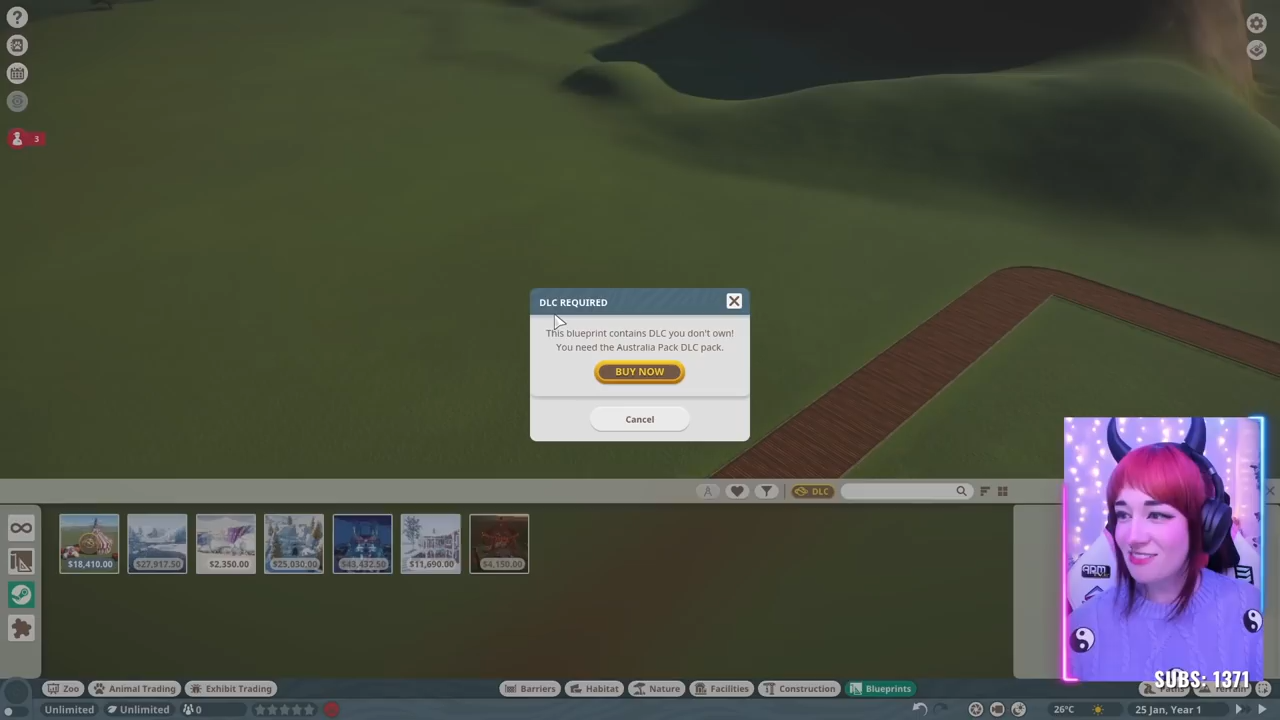 3
DLC REQUIRED
This blueprint contains DLC you don't own!
You need the Australia Pack DLC pack.
BUY NOW
Cancel
DLC
$18,410.00
$27,917.50
$2,350.00
$25,030.00
$43,432.50
$11,690.00
$4,150.00
SUBS: 1371
Zoo
Animal Trading
Exhibit Trading
Barriers
Habitat
Nature
Facilities
Construction
Blueprints
Paths
Terrain
Unlimited
Unlimited
0
26°C
25 Jan, Year 1